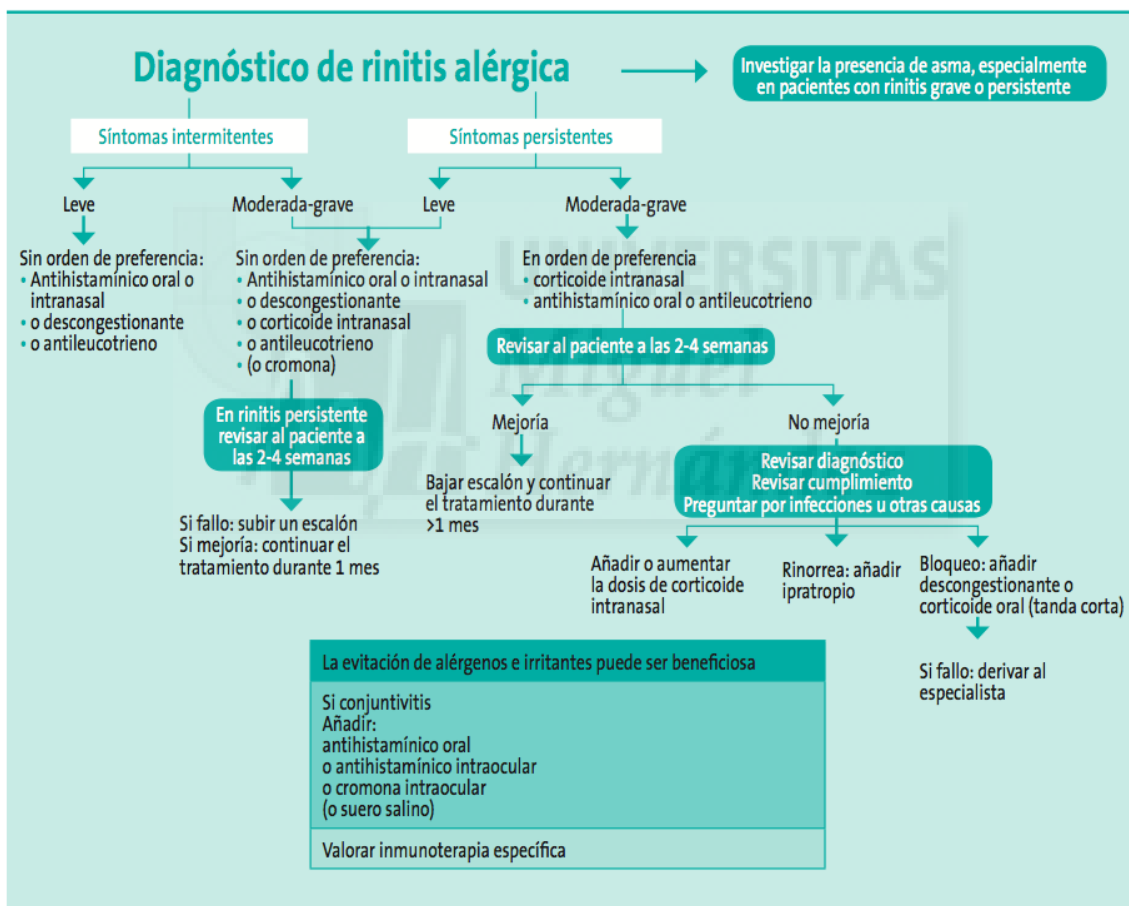 Diagnóstico de rinitis alérgica
Investigar la presencia de asma, especialmente
en pacientes con rinitis grave o persistente
Síntomas intermitentes
Síntomas persistentes
Leve
Moderada-grave
Leve
Moderada-grave
Sin orden de preferencia:
• Antihistamínico oral o
intranasal
• o descongestionante
• o antileucotrieno
Sin orden de preferencia:
• Antihistamínico oral o intranasal
• o descongestionante
• o corticoide intranasal
• o antileucotrieno
• (o cromona)
En orden de preferencia
• corticoide intranasal
• antihistamínico oral o antileucotrieno
En rinitis persistente
revisar al paciente a
las 2-4 semanas
Si fallo: subir un escalón
Si mejoría: continuar el
tratamiento durante 1 mes
Revisar al paciente a las 2-4 semanas
Mejoría
No mejoría
Bajar escalón y continuar
el tratamiento durante
>1 mes
Revisar diagnóstico
Revisar cumplimiento
Preguntar por infecciones u otras causas
Añadir o aumentar
la dosis de corticoide
intranasal
Rinorrea: añadir
ipratropio
Bloqueo: añadir
descongestionante o
corticoide oral (tanda corta)
Si fallo: derivar al
especialista
La evitación de alérgenos e irritantes puede ser beneficiosa
Si conjuntivitis
Añadir:
antihistamínico oral
o antihistamínico intraocular
o cromona intraocular
(o suero salino)
Valorar inmunoterapia específica
UNIVERSITAS
Miguel
Hernández